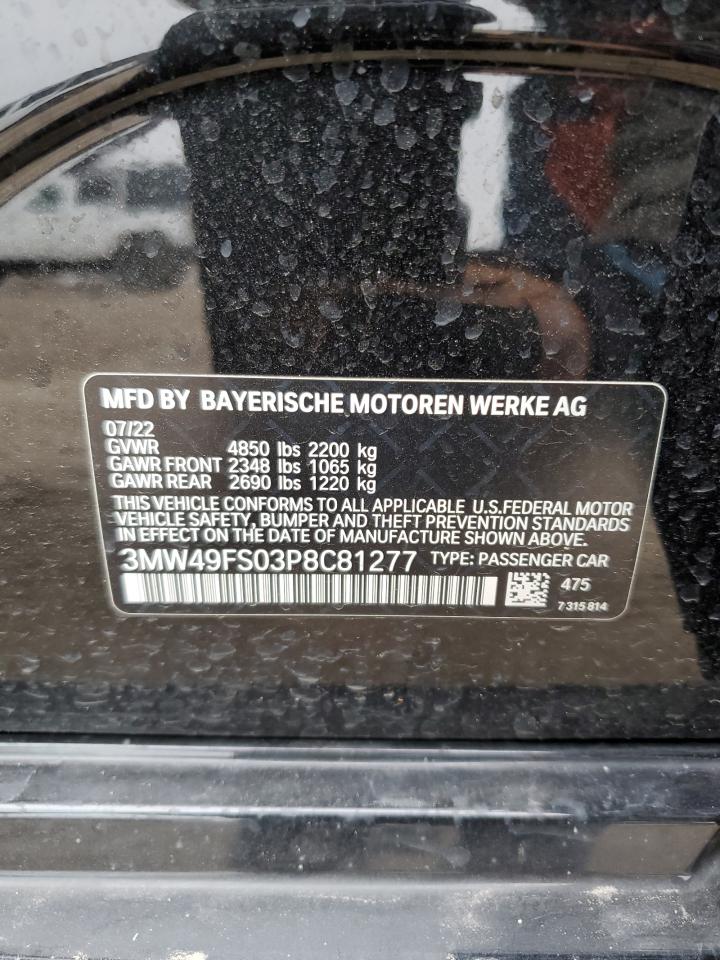 MFD BY BAYERISCHE MOTOREN WERKE AG
07/22
GVWR 4850 lbs 2200 kg
GAWR FRONT 2348 lbs 1065 kg
GAWR REAR 2690 lbs 1220 kg
THIS VEHICLE CONFORMS TO ALL APPLICABLE U.S.FEDERAL MOTOR
VEHICLE SAFETY, BUMPER AND THEFT PREVENTION STANDARDS
IN EFFECT ON THE DATE OF MANUFACTURE SHOWN ABOVE.
3MW49FS03P8C81277 TYPE: PASSENGER CAR
475
7 315 814